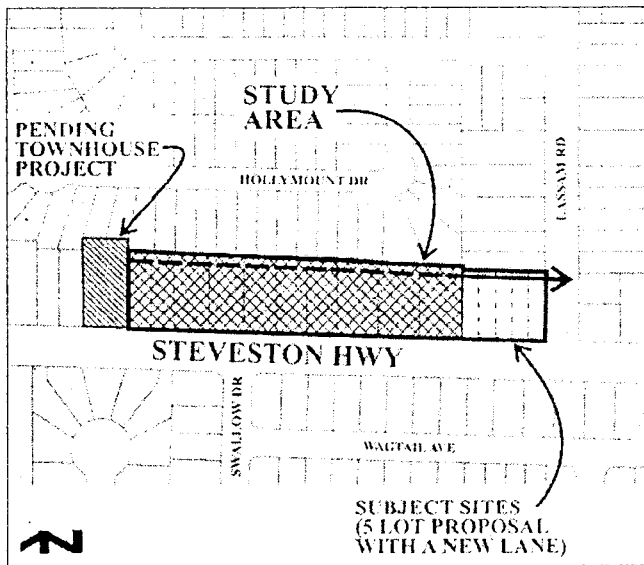 STUDY
AREA
PENDING
TOWNHOUSE
PROJECT
HOLLYMOUNT DR
LASSAM RD
STEVESTON HWY
SWALLOW DR
WAGTAIL AVE
SUBJECT SITES
(5 LOT PROPOSAL
WITH A NEW LANE)
N